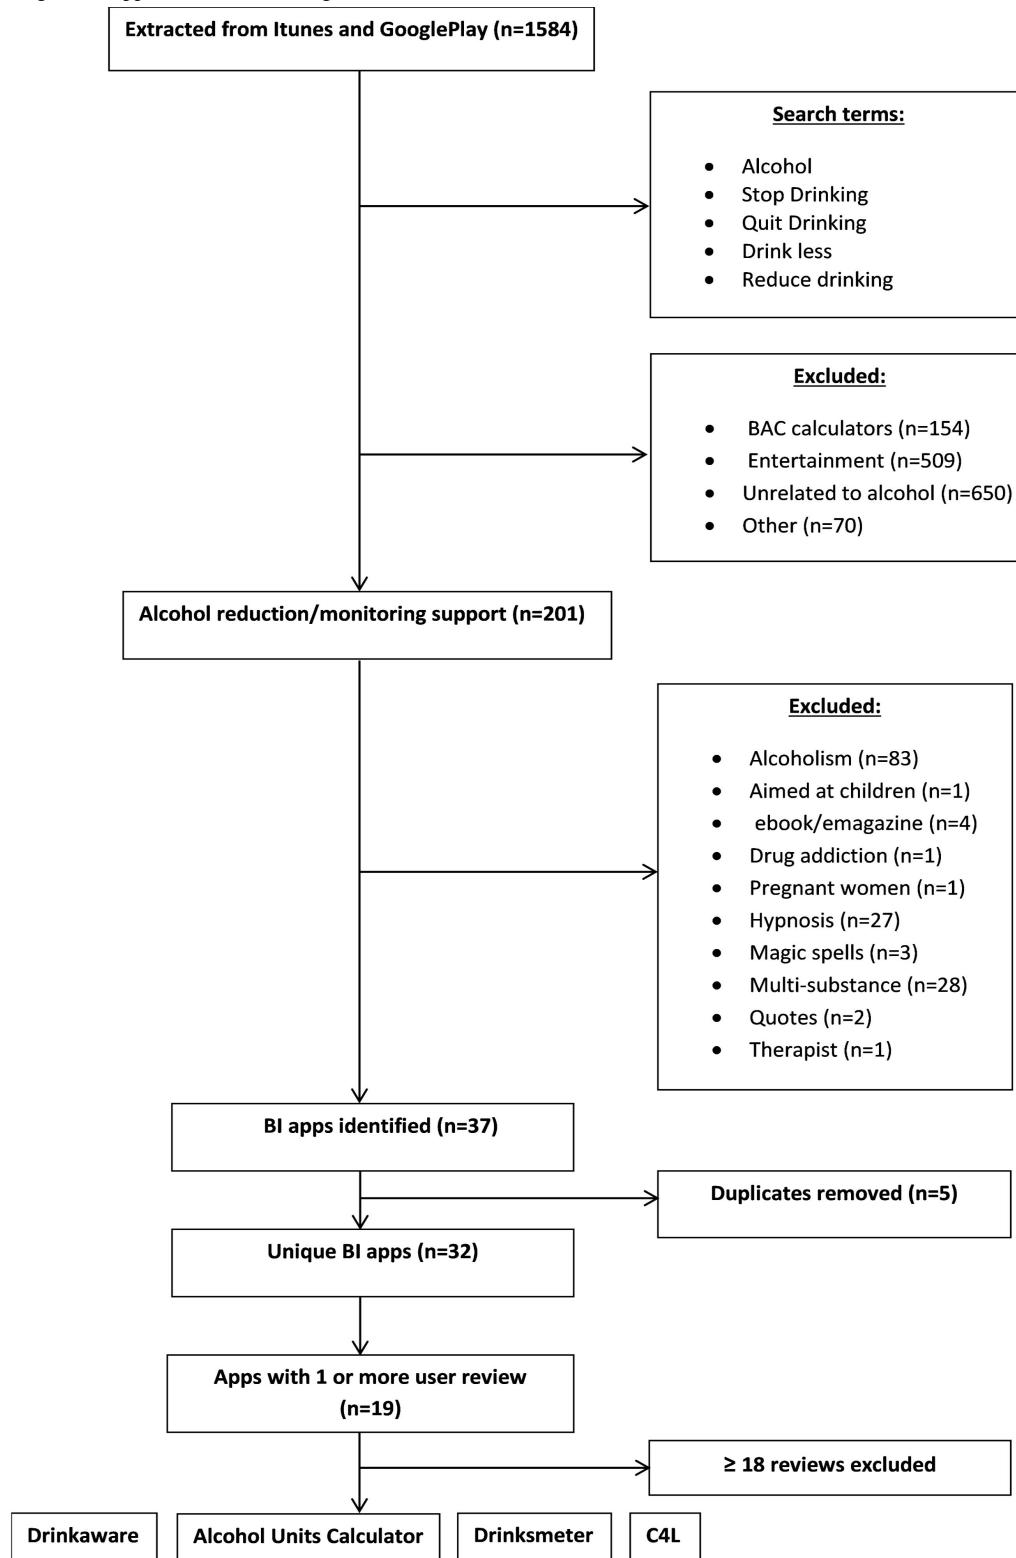 Extracted from Itunes and GooglePlay (n=1584)
Search terms:
• Alcohol
• Stop Drinking
• Quit Drinking
• Drink less
• Reduce drinking
Excluded:
• BAC calculators (n=154)
• Entertainment (n=509)
• Unrelated to alcohol (n=650)
• Other (n=70)
Alcohol reduction/monitoring support (n=201)
Excluded:
• Alcoholism (n=83)
• Aimed at children (n=1)
• ebook/emagazine (n=4)
• Drug addiction (n=1)
• Pregnant women (n=1)
• Hypnosis (n=27)
• Magic spells (n=3)
• Multi-substance (n=28)
• Quotes (n=2)
• Therapist (n=1)
BI apps identified (n=37)
Duplicates removed (n=5)
Unique BI apps (n=32)
Apps with 1 or more user review
(n=19)
≥ 18 reviews excluded
Drinkaware
Alcohol Units Calculator
Drinksmeter
C4L